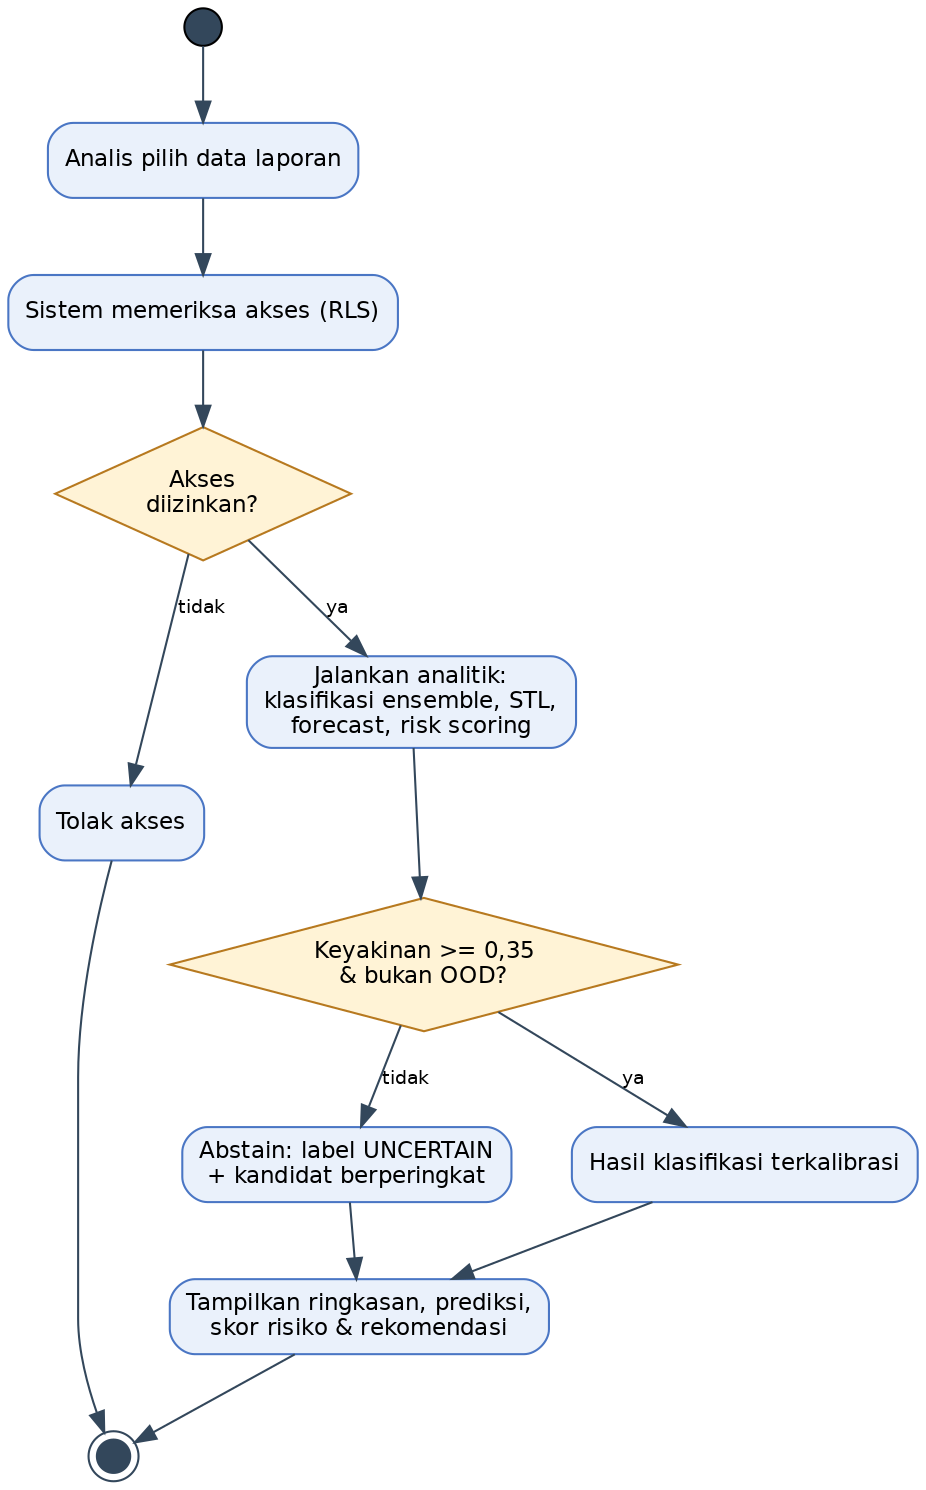 Analis pilih data laporan
Sistem memeriksa akses (RLS)
Akses
diizinkan?
tidak
ya
Jalankan analitik:
klasifikasi ensemble, STL,
forecast, risk scoring
Tolak akses
Keyakinan >= 0,35
& bukan OOD?
tidak
ya
Abstain: label UNCERTAIN
+ kandidat berperingkat
Hasil klasifikasi terkalibrasi
Tampilkan ringkasan, prediksi,
skor risiko & rekomendasi